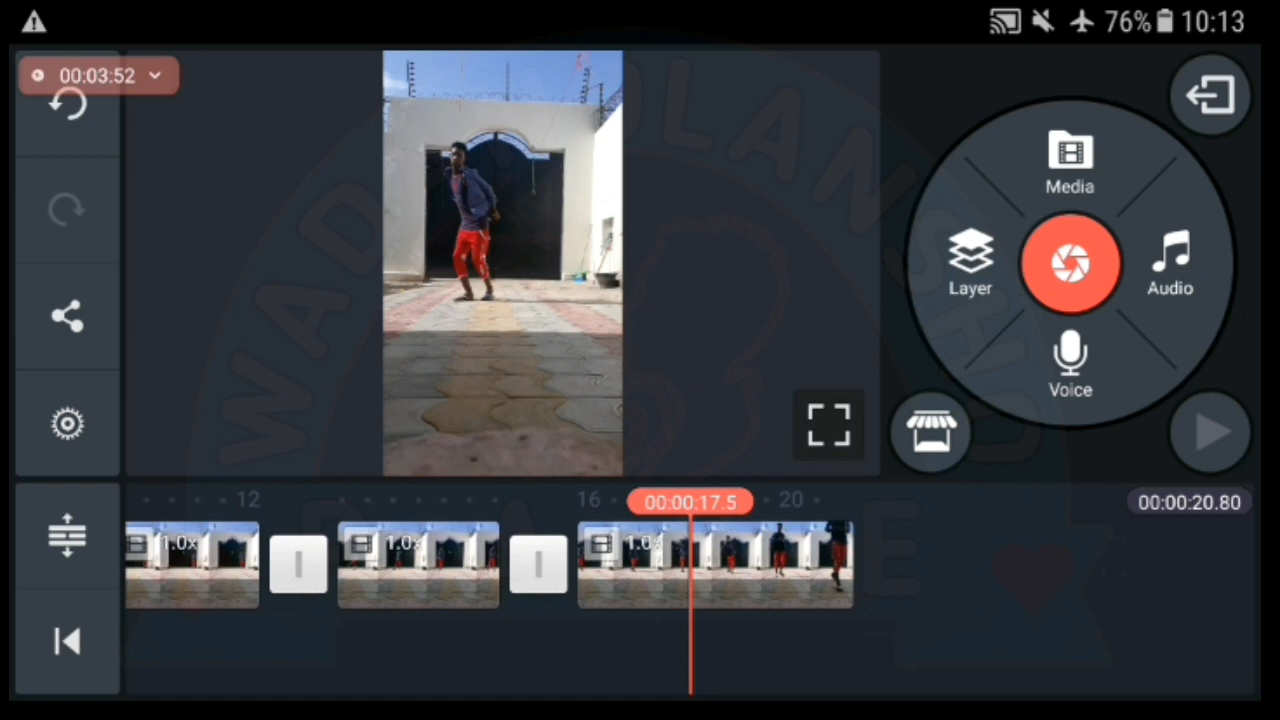 76% 10:13
00:03:52
Media
Layer
Audio
Voice
12
16
00:00:17.5
20
00:00:20.80
1.0x
1.0x
1.0x